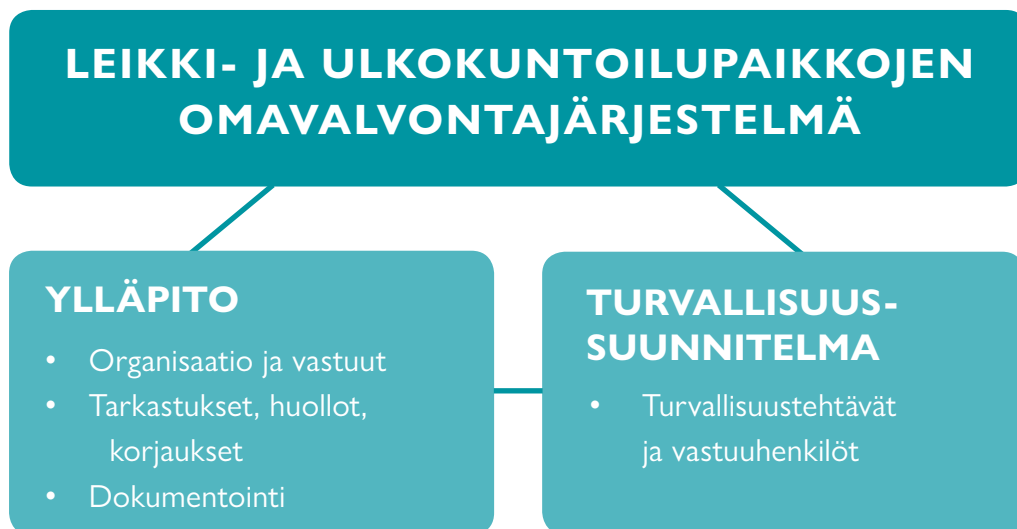 LEIKKI- JA ULKOKUNTOILUPAIKKOJEN
OMAVALVONTAJÄRJESTELMÄ
YLLÄPITO
• Organisaatio ja vastuut
• Tarkastukset, huollot,
korjaukset
• Dokumentointi
TURVALLISUUS-
SUUNNITELMA
• Turvallisuustehtävät
ja vastuuhenkilöt